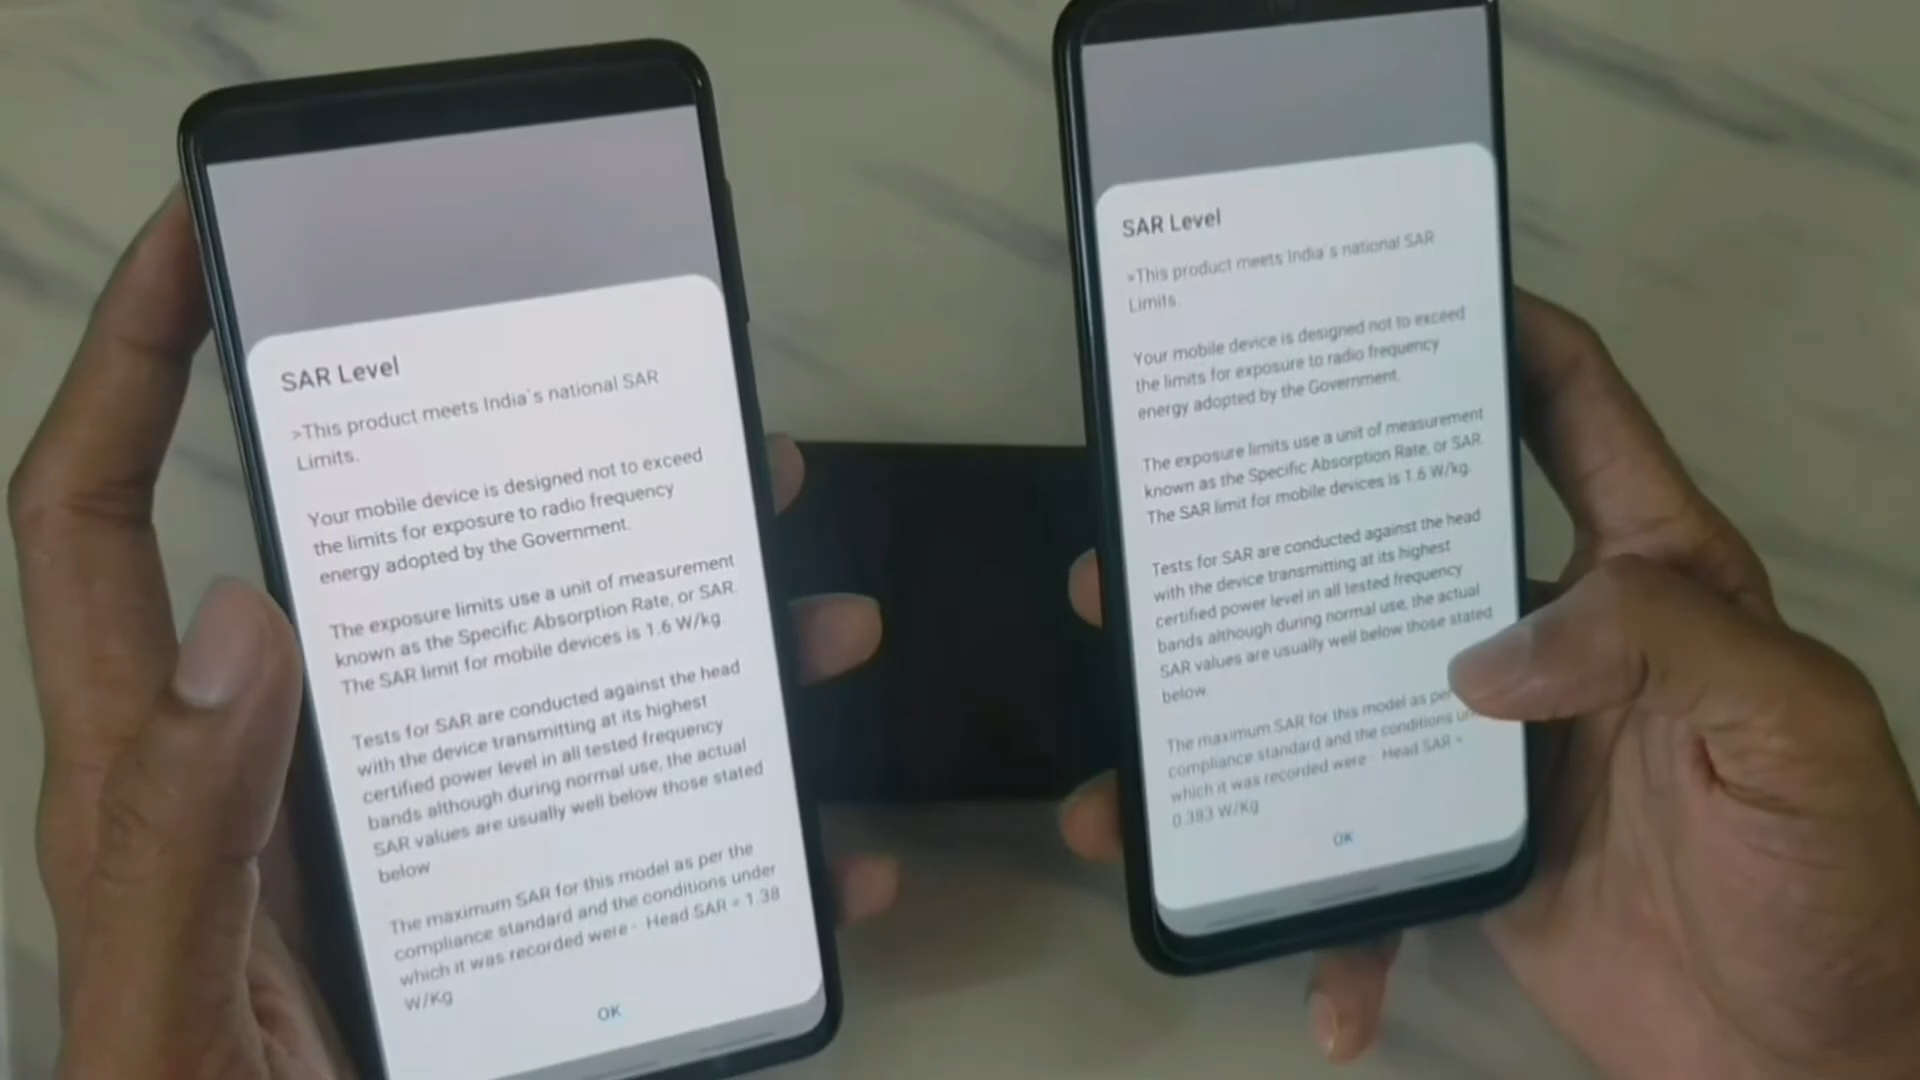 SAR Level
>This product meets India's national SAR
Limits.
Your mobile device is designed not to exceed
the limits for exposure to radio frequency
energy adopted by the Government.
The exposure limits use a unit of measurement
known as the Specific Absorption Rate, or SAR.
The SAR limit for mobile devices is 1.6 W/kg.
Tests for SAR are conducted against the head
with the device transmitting at its highest
certified power level in all tested frequency
bands although during normal use, the actual
SAR values are usually well below those stated
below
The maximum SAR for this model as per the
compliance standard and the conditions under
which it was recorded were - Head SAR = 1.38
W/Kg
OK
SAR Level
>This product meets India's national SAR
Limits.
Your mobile device is designed not to exceed
the limits for exposure to radio frequency
energy adopted by the Government.
The exposure limits use a unit of measurement
known as the Specific Absorption Rate, or SAR.
The SAR limit for mobile devices is 1.6 W/kg.
Tests for SAR are conducted against the head
with the device transmitting at its highest
certified power level in all tested frequency
bands although during normal use, the actual
SAR values are usually well below those stated
below.
The maximum SAR for this model as per
compliance standard and the conditions
which it was recorded were - Head SAR =
0.383 W/Kg
OK